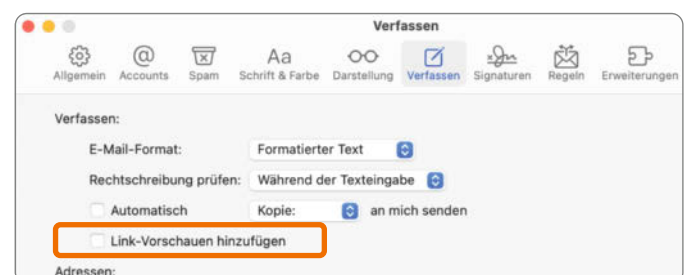 Verfassen
Allgemein Accounts Spam Schrift & Farbe Darstellung Verfassen Signaturen Regeln Erweiterungen
Verfassen:
E-Mail-Format: Formatierter Text
Rechtschreibung prüfen: Während der Texteingabe
Automatisch Kopie: an mich senden
Link-Vorschauen hinzufügen
Adressen: